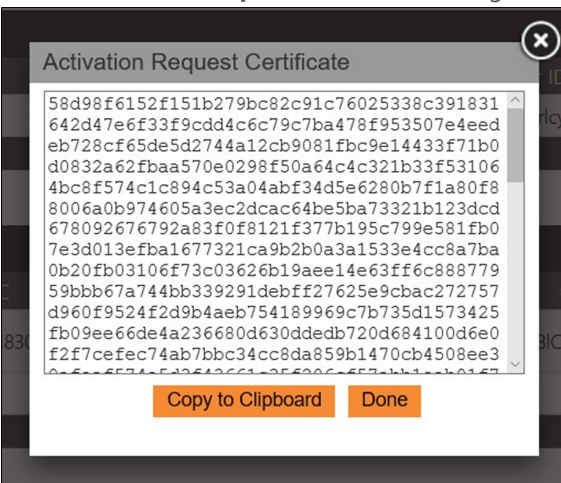 Activation Request Certificate
58d98f6152f151b279bc82c91c76025338c391831
642d47e6f33f9cdd4c6c79c7ba478f953507e4eed
eb728cf65de5d2744a12cb9081fbc9e14433f71b0
d0832a62fbaa570e0298f50a64c4c321b33f53106
4bc8f574c1c894c53a04abf34d5e6280b7f1a80f8
8006a0b974605a3ec2dcac64be5ba73321b123dcd
678092676792a83f0f8121f377b195c799e581fb0
7e3d013efba1677321ca9b2b0a3a1533e4cc8a7ba
0b20fb03106f73c03626b19aee14e63ff6c888779
59bbb67a744bb339291debff27625e9cbac272757
d960f9524f2d9b4aeb754189969c7b735d1573425
fb09ee66de4a236680d630ddedb720d684100d6e0
f2f7cefec74ab7bbc34cc8da859b1470cb4508ee3
Copy to Clipboard
Done